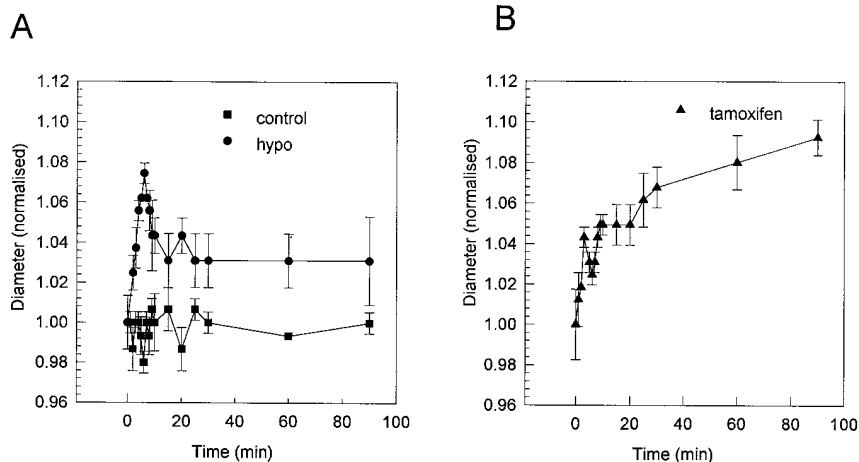 A
B
1.12
1.10
1.08
1.06
1.04
1.02
1.00
0.98
0.96
Diameter (normalised)
control
hypo
0 20 40 60 80 100
Time (min)
1.12
1.10
1.08
1.06
1.04
1.02
1.00
0.98
0.96
Diameter (normalised)
tamoxifen
0 20 40 60 80 100
Time (min)